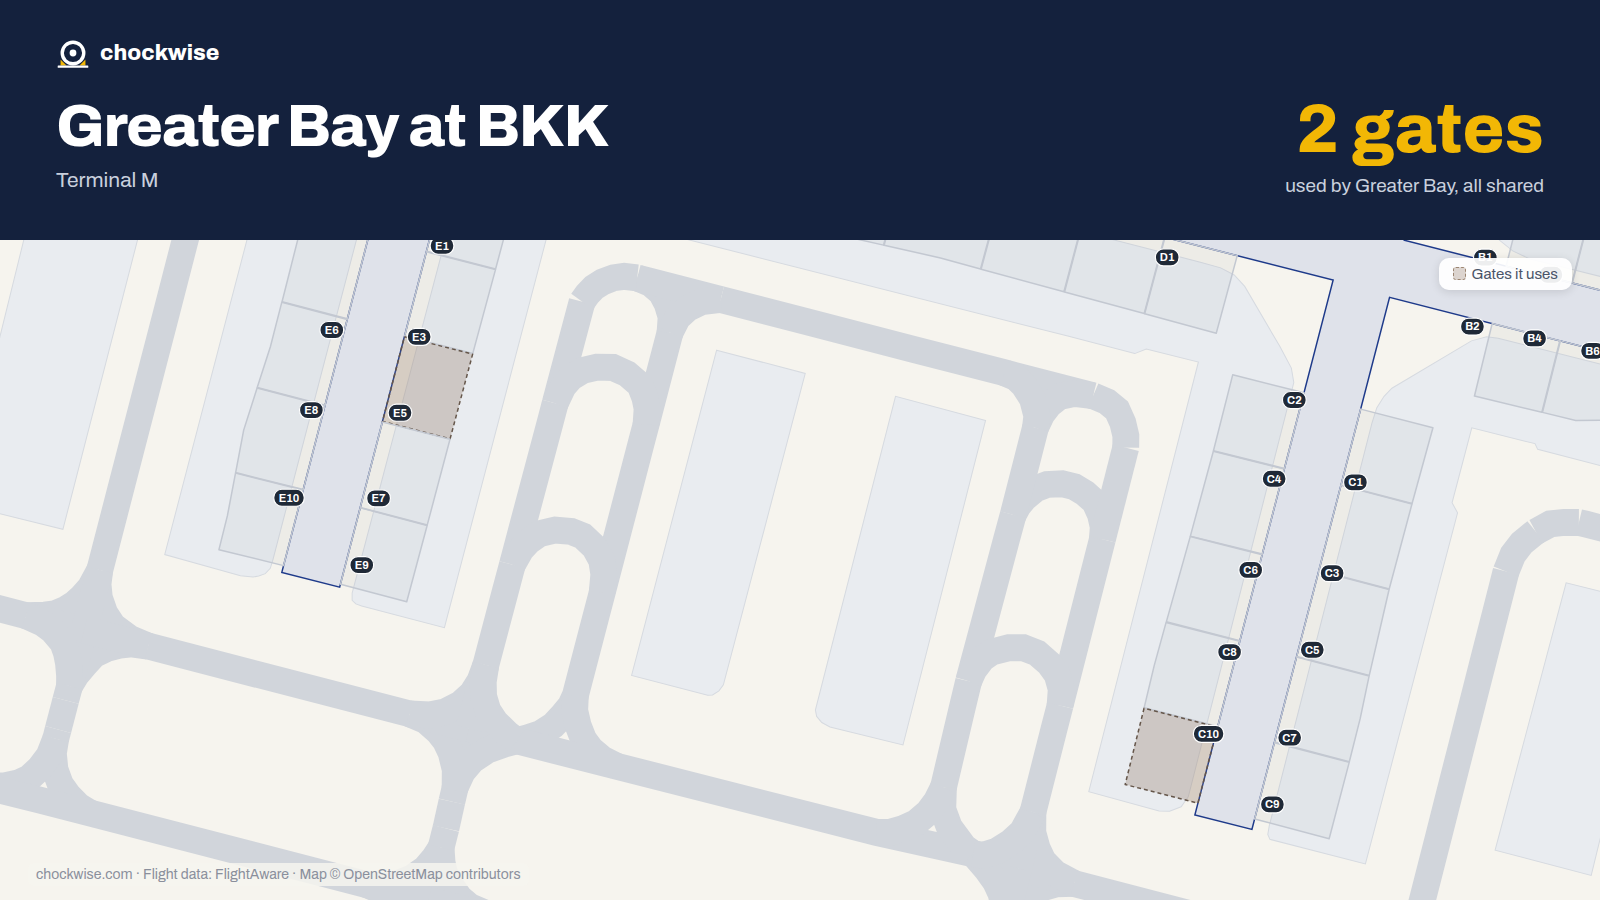 chockwise
Greater Bay at BKK
Terminal M
2 gates
used by Greater Bay, all shared
E1
D1
B1
Gates it uses
E6
E3
B2
B4
B6
E8
E5
C2
C4
C1
E10
E7
E9
C6
C3
C8
C5
C10
C7
C9
chockwise.com · Flight data: FlightAware · Map © OpenStreetMap contributors